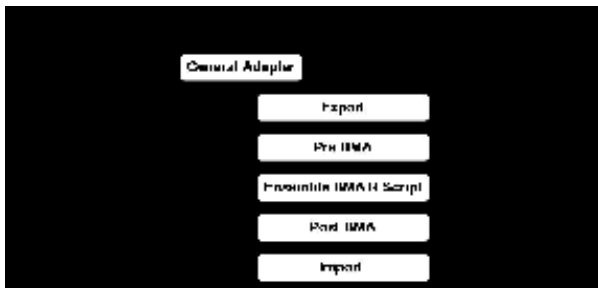 General Adapter
Export
Pre BMA
Ensemble BMA R Script
Post BMA
Import